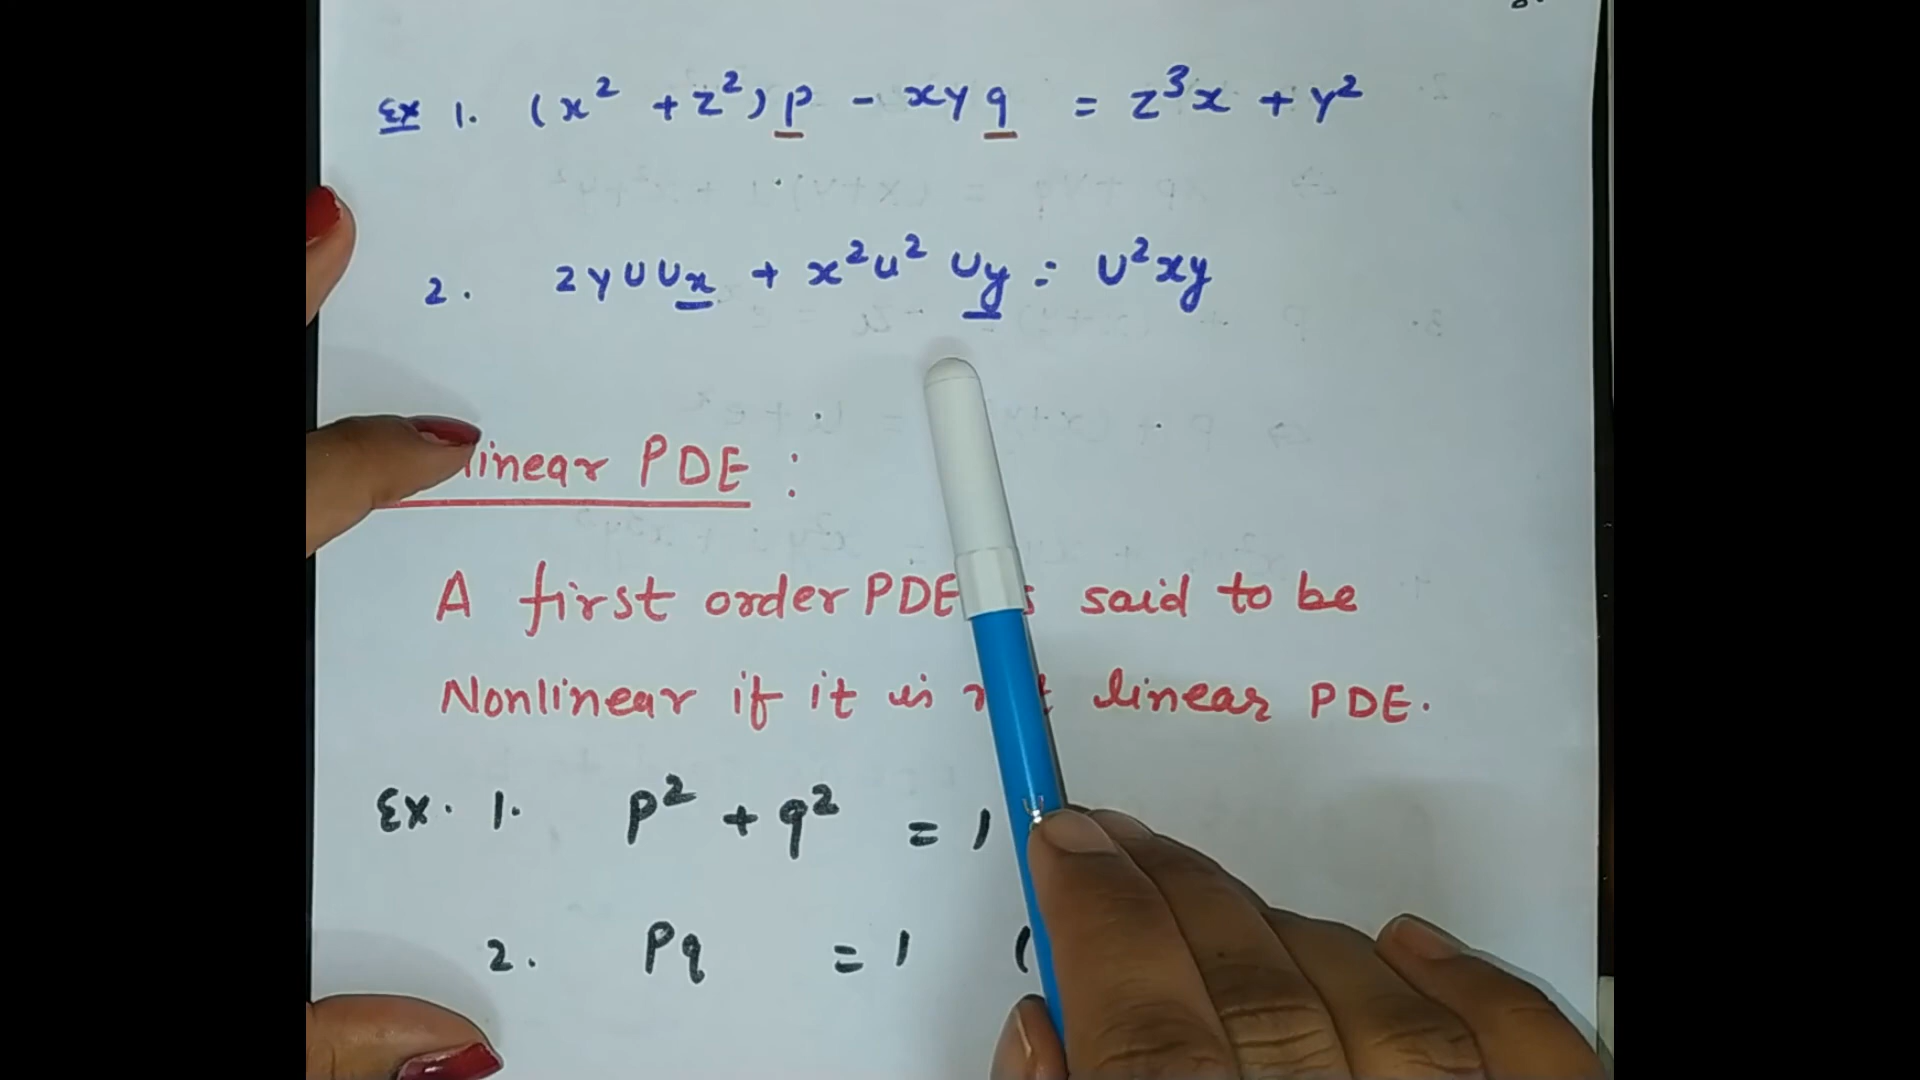 Ex 1. (x² + z²) p - xy q = z³x + y²
2. 2yUUx + x²u² Uy = U²xy
linear PDE :
A first order PDE said to be
Nonlinear if it is linear PDE.
Ex. 1. p² + q² = 1
2. Pq = 1 (